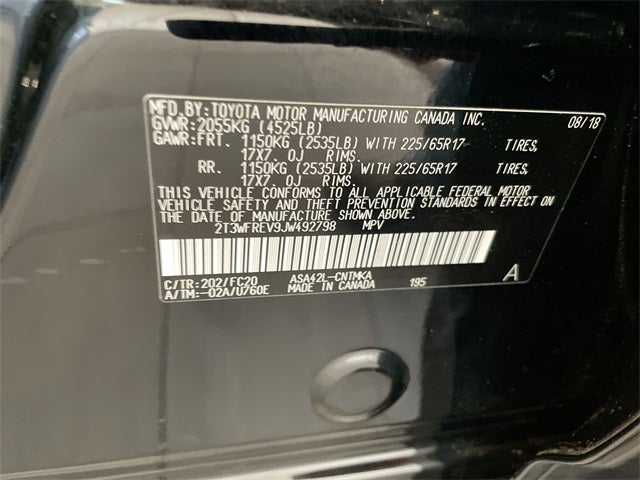 MFD.BY: TOYOTA MOTOR MANUFACTURING CANADA INC. 08/18
GVWR: 2055KG (4525LB)
GAWR: FRT. 1150KG (2535LB) WITH 225/65R17 TIRES,
17X7.0J RIMS.
RR. 1150KG (2535LB) WITH 225/65R17 TIRES,
17X7.0J RIMS.
THIS VEHICLE CONFORMS TO ALL APPLICABLE FEDERAL MOTOR
VEHICLE SAFETY AND THEFT PREVENTION STANDARDS IN EFFECT ON
THE DATE OF MANUFACTURE SHOWN ABOVE.
2T3WFREV9JW492798 MPV
C/TR: 202/FC20 ASA42L-CNTMKA 195 A
A/TM: -02A/U760E MADE IN CANADA